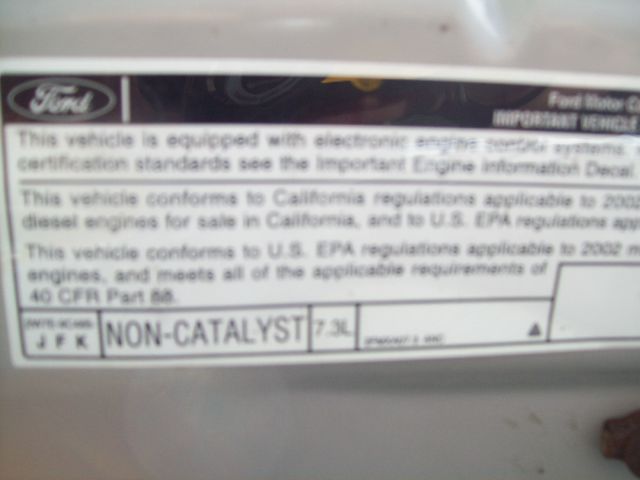 Ford
Ford Motor
IMPORTANT VEHICLE
This vehicle is equipped with electronic engine control systems.
certification standards see the Important Engine Information Decal.
This vehicle conforms to California regulations applicable to 2002
diesel engines for sale in California, and to U.S. EPA regulations
This vehicle conforms to U.S. EPA regulations applicable to 2002
engines, and meets all of the applicable requirements of
40 CFR Part 88.
J F K
NON-CATALYST
7.3L